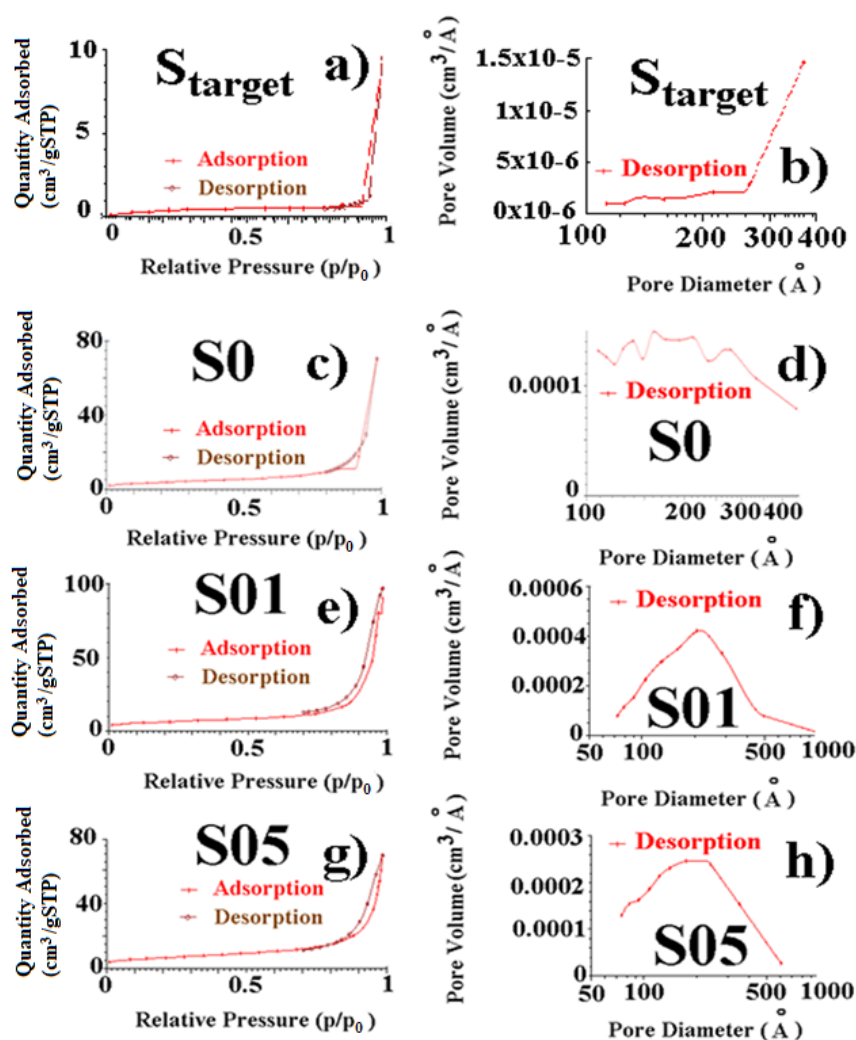 Quantity Adsorbed
(cm³/gSTP)
10
5
0
S_target
a)
Adsorption
Desorption
0
0.5
1
Relative Pressure (p/p₀)
Pore Volume (cm³/Å)
1.5x10-5
1x10-5
5x10-6
0x10-6
S_target
b)
Desorption
100
200
300
400
Pore Diameter (Å)
Quantity Adsorbed
(cm³/gSTP)
80
40
0
S0
c)
Adsorption
Desorption
0
0.5
1
Relative Pressure (p/p₀)
Pore Volume (cm³/Å)
0.0001
0
d)
Desorption
S0
100
200
300
400
Pore Diameter (Å)
Quantity Adsorbed
(cm³/gSTP)
100
50
0
S01
e)
Adsorption
Desorption
0
0.5
1
Relative Pressure (p/p₀)
Pore Volume (cm³/Å)
0.0006
0.0004
0.0002
0
Desorption
f)
S01
50
100
500
1000
Pore Diameter (Å)
Quantity Adsorbed
(cm³/gSTP)
80
40
0
S05
g)
Adsorption
Desorption
0
0.5
1
Relative Pressure (p/p₀)
Pore Volume (cm³/Å)
0.0003
0.0002
0.0001
0
Desorption
h)
S05
50
100
500
1000
Pore Diameter (Å)